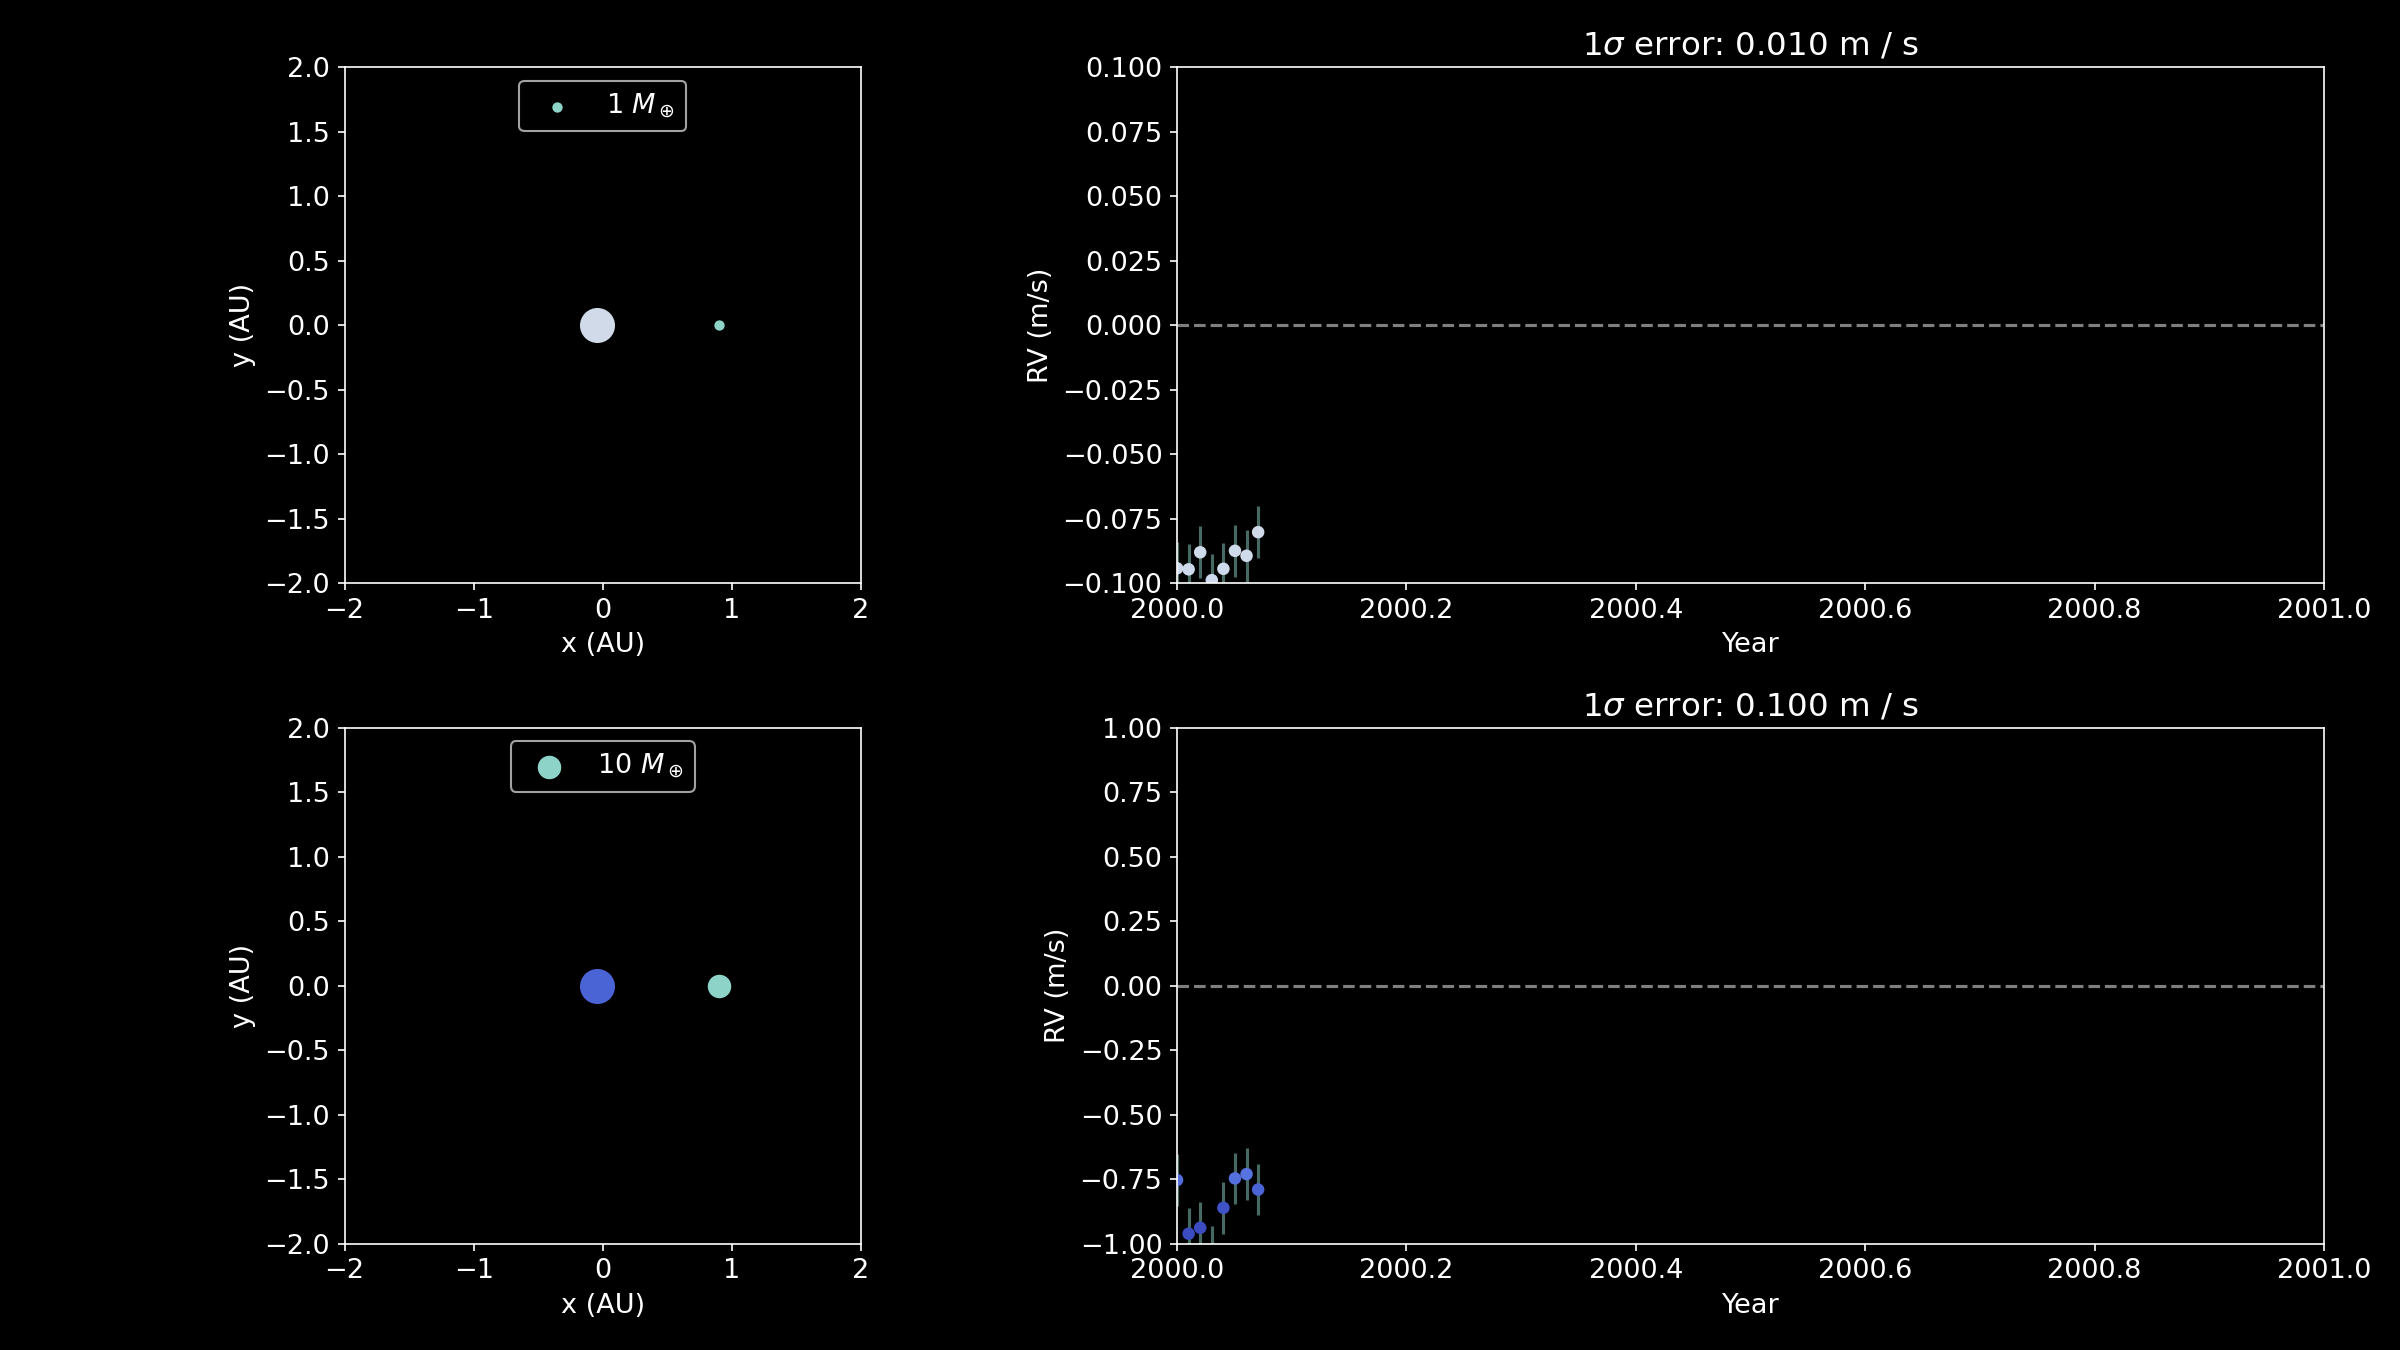 1 M⊕
2.0
1.5
1.0
0.5
0.0
−0.5
−1.0
−1.5
−2.0
y (AU)
−2 −1 0 1 2
x (AU)
1σ error: 0.010 m / s
0.100
0.075
0.050
0.025
0.000
−0.025
−0.050
−0.075
−0.100
RV (m/s)
2000.0 2000.2 2000.4 2000.6 2000.8 2001.0
Year
10 M⊕
2.0
1.5
1.0
0.5
0.0
−0.5
−1.0
−1.5
−2.0
y (AU)
−2 −1 0 1 2
x (AU)
1σ error: 0.100 m / s
1.00
0.75
0.50
0.25
0.00
−0.25
−0.50
−0.75
−1.00
RV (m/s)
2000.0 2000.2 2000.4 2000.6 2000.8 2001.0
Year